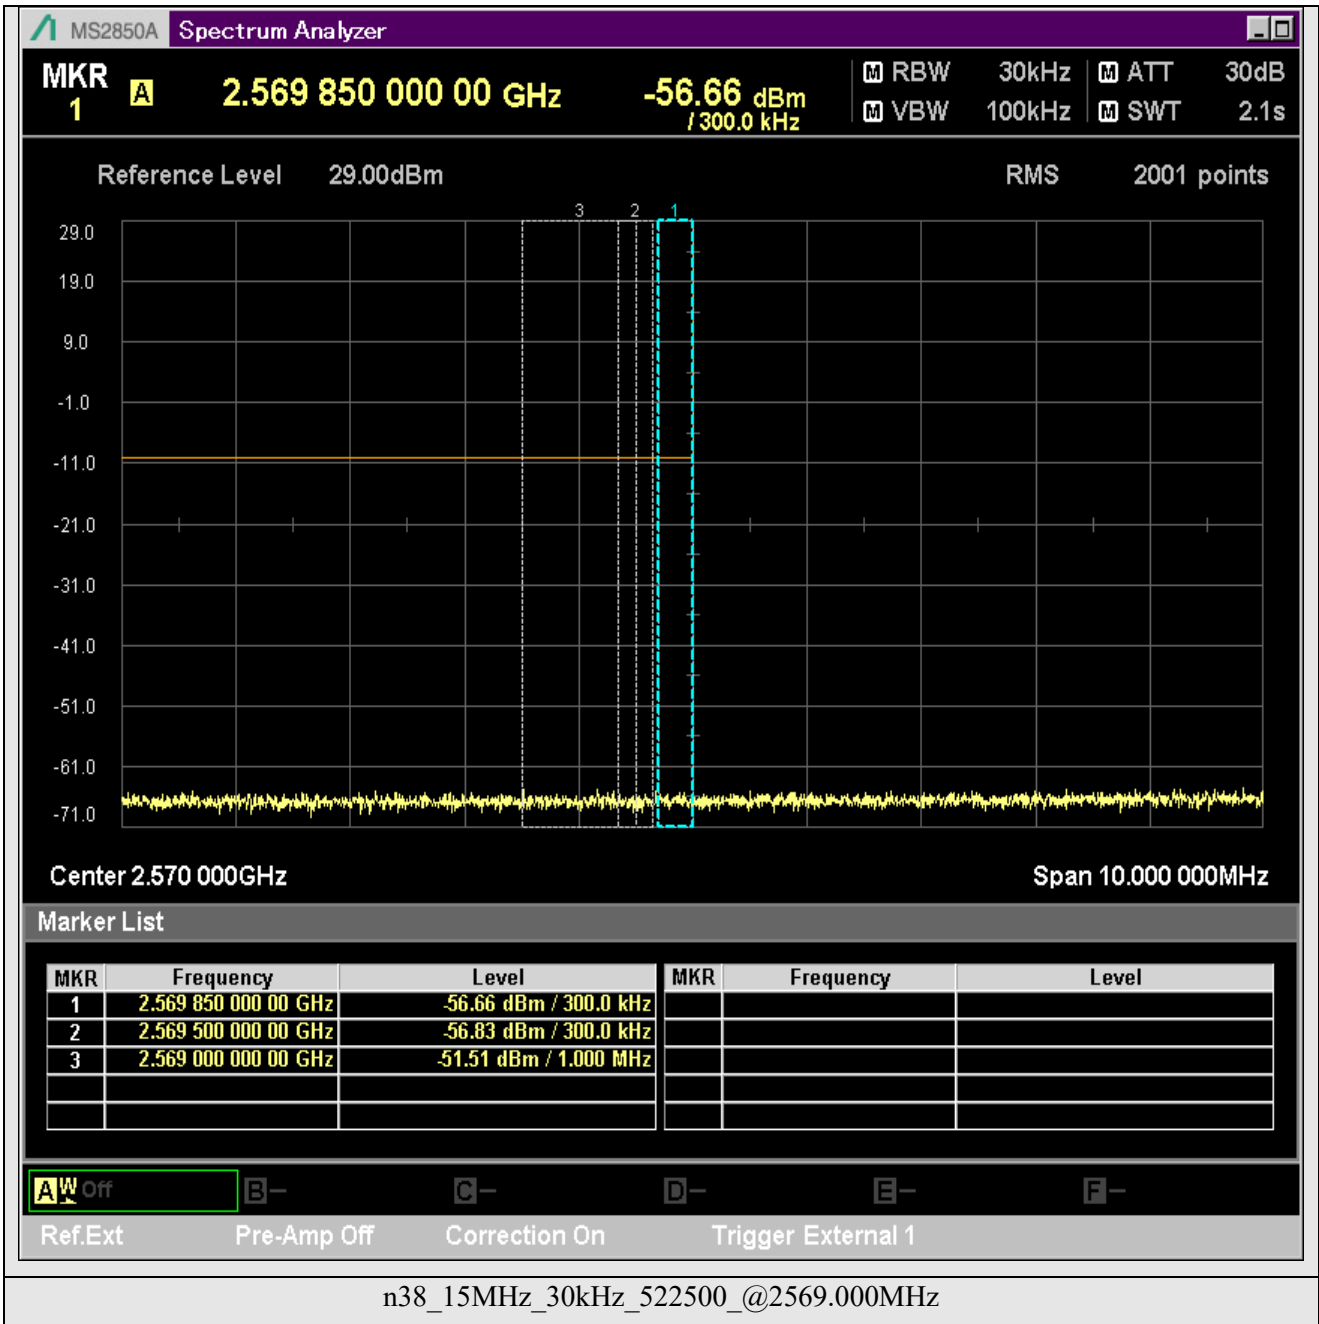 MS2850A Spectrum Analyzer
MKR 1 A 2.569 850 000 00 GHz -56.66 dBm / 300.0 kHz
M RBW 30kHz M ATT 30dB
M VBW 100kHz M SWT 2.1s
Reference Level 29.00dBm RMS 2001 points
3 2 1
29.0
19.0
9.0
-1.0
-11.0
-21.0
-31.0
-41.0
-51.0
-61.0
-71.0
Center 2.570 000GHz Span 10.000 000MHz
Marker List
MKR Frequency Level MKR Frequency Level
1 2.569 850 000 00 GHz -56.66 dBm / 300.0 kHz
2 2.569 500 000 00 GHz -56.83 dBm / 300.0 kHz
3 2.569 000 000 00 GHz -51.51 dBm / 1.000 MHz
A W Off B- C- D- E- F-
Ref.Ext Pre-Amp Off Correction On Trigger External 1
n38_15MHz_30kHz_522500_@2569.000MHz